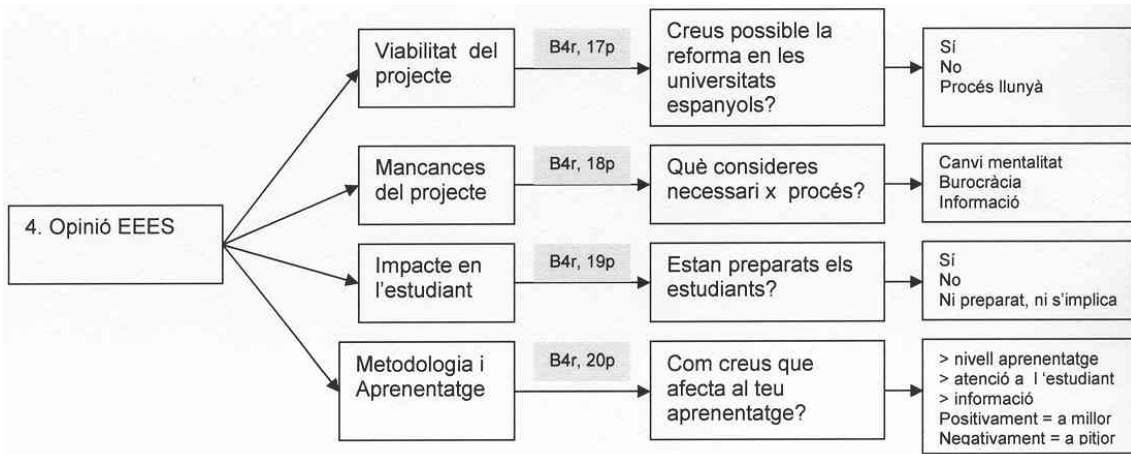 4. Opinió EEES
Viabilitat del
projecte
B4r, 17p
Creus possible la
reforma en les
universitats
espanyols?
Sí
No
Procés llunyà
Mancances
del projecte
B4r, 18p
Què consideres
necessari x procés?
Canvi mentalitat
Burocràcia
Informació
Impacte en
l'estudiant
B4r, 19p
Estan preparats els
estudiants?
Sí
No
Ni preparat, ni s'implica
Metodologia i
Aprenentatge
B4r, 20p
Com creus que
afecta al teu
aprenentatge?
> nivell aprenentatge
> atenció a l 'estudiant
> informació
Positivament = a millor
Negativament = a pitjor